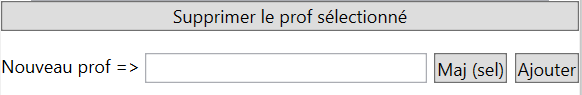 Supprimer le prof sélectionné
Nouveau prof => Maj (sel) Ajouter